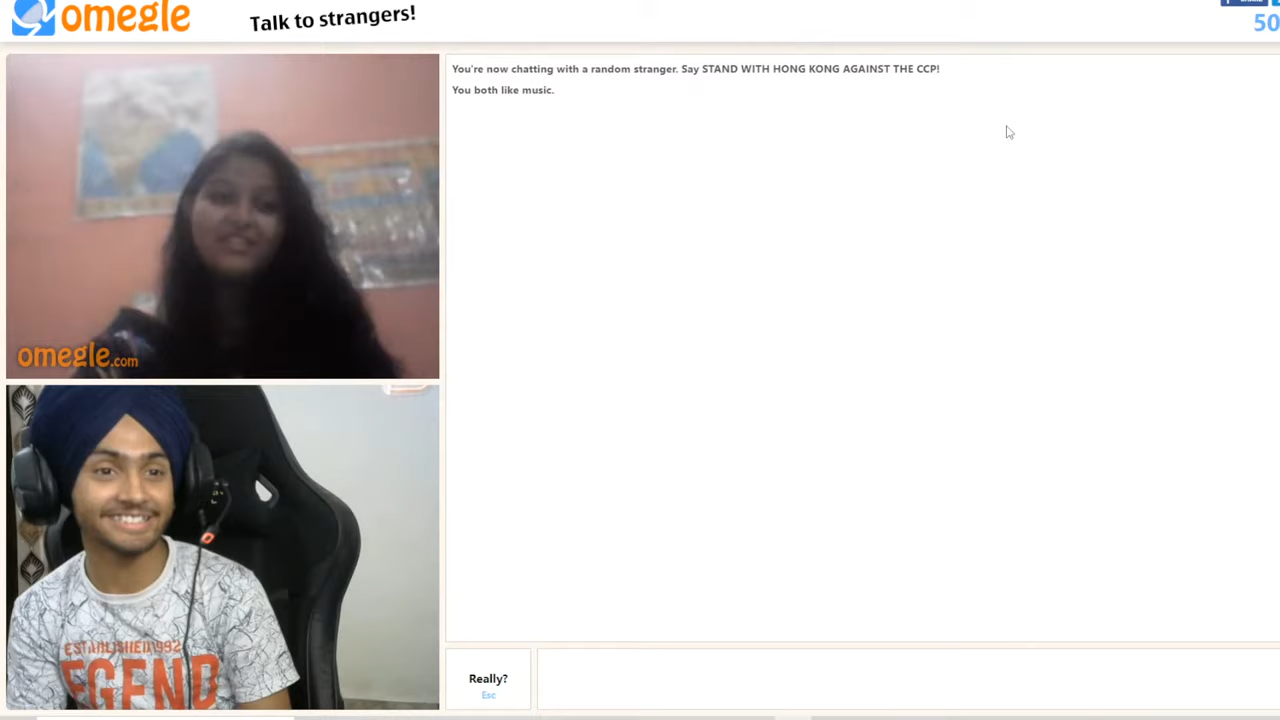 omegle
Talk to strangers!
50
You're now chatting with a random stranger. Say STAND WITH HONG KONG AGAINST THE CCP!
You both like music.
omegle.com
ESTABLISHED 1992
EGEND
Really?
Esc